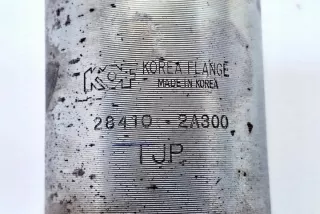 KOF KOREA FLANGE
MADE IN KOREA
28410 - 2A300
TJP